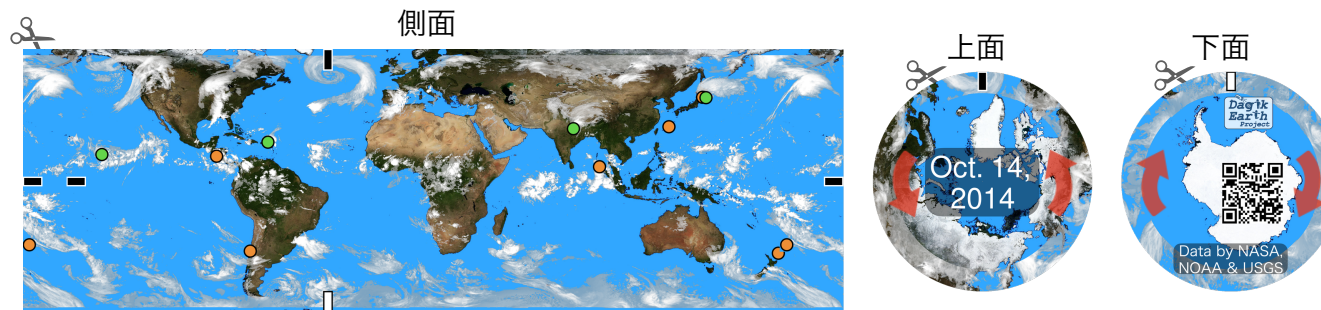 側面
上面
下面
Oct. 14,
2014
Dagik
Earth
Project
Data by NASA,
NOAA & USGS